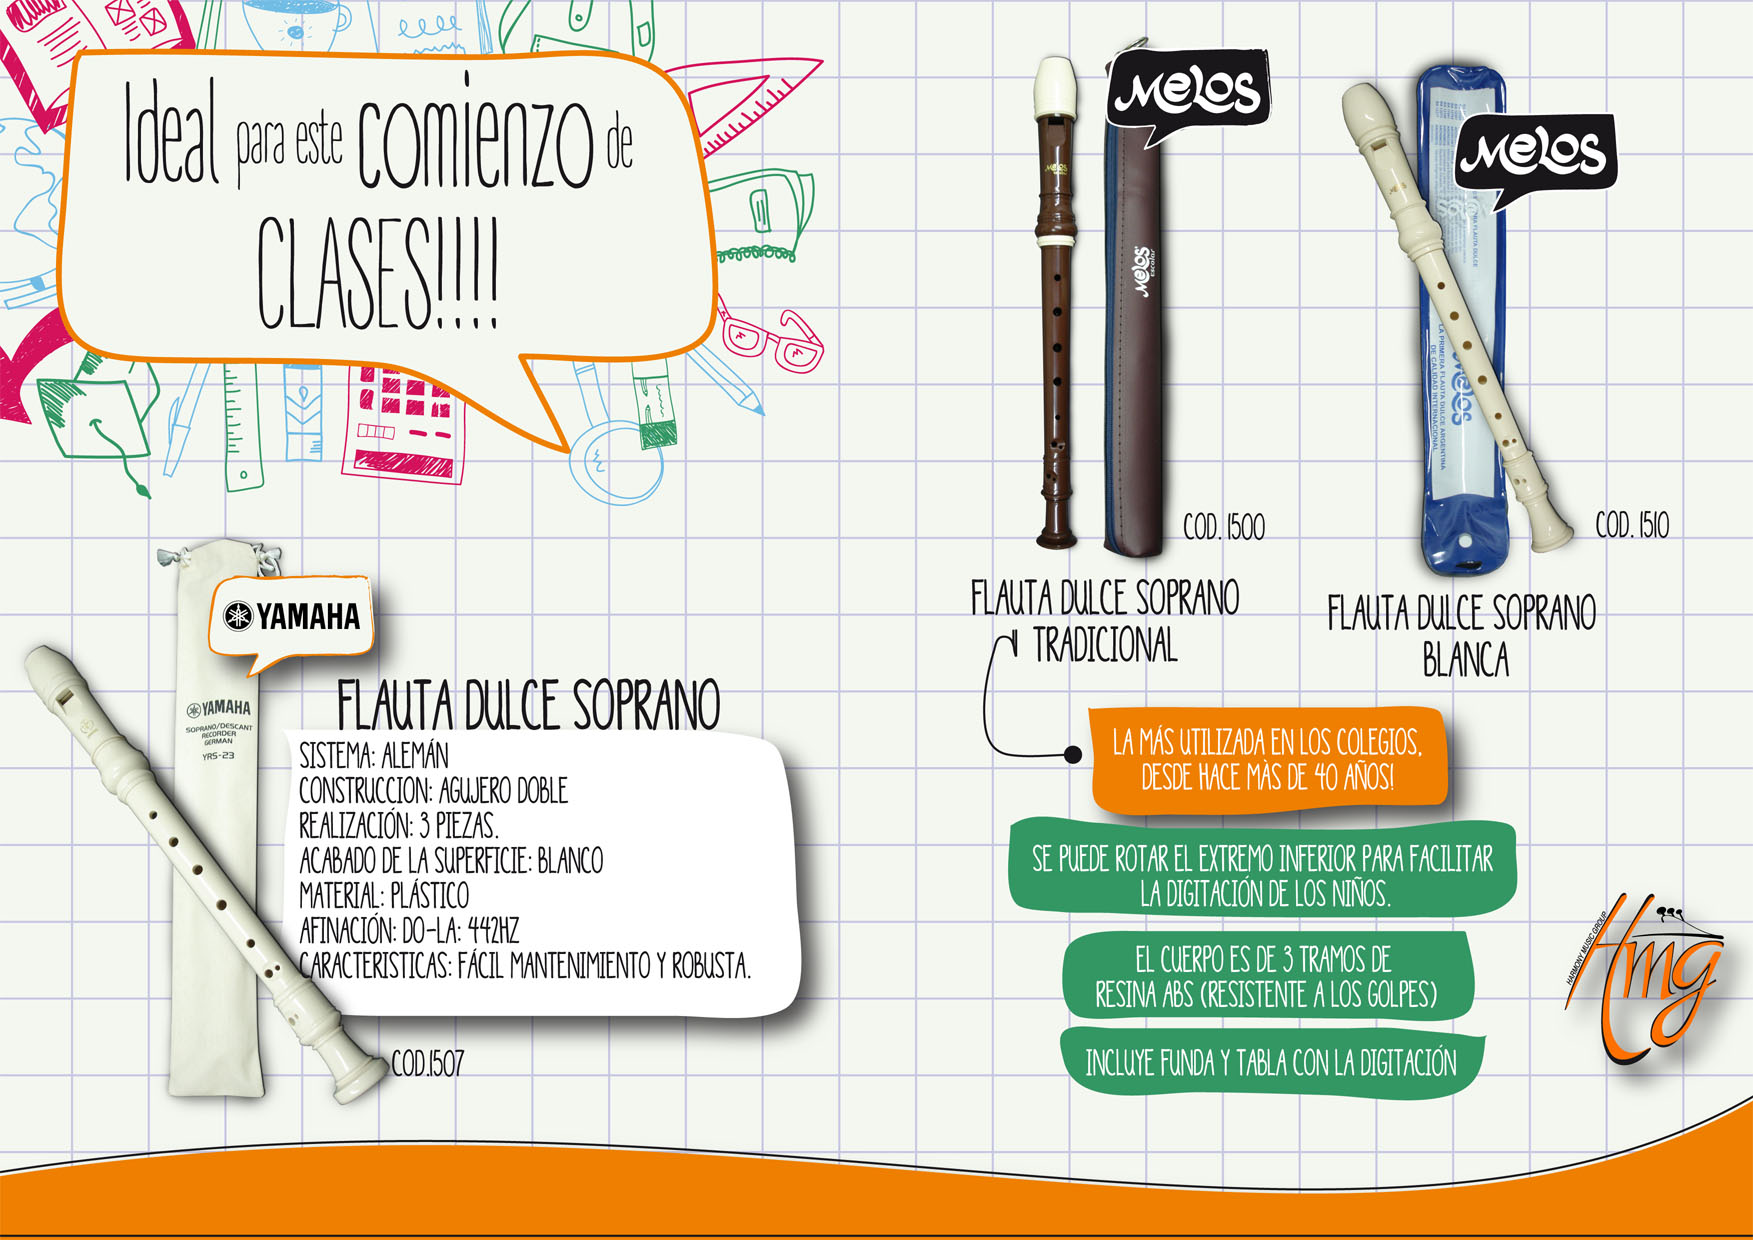 Ideal para este comienzo de
CLASES!!!!
YAMAHA
YAMAHA
SOPRANO/DESCANT
RECORDER
GERMAN
YRS-23
FLAUTA DULCE SOPRANO
SISTEMA: ALEMÁN
CONSTRUCCION: AGUJERO DOBLE
REALIZACIÓN: 3 PIEZAS.
ACABADO DE LA SUPERFICIE: BLANCO
MATERIAL: PLÁSTICO
AFINACIÓN: DO-LA: 442HZ
CARACTERISTICAS: FÁCIL MANTENIMIENTO Y ROBUSTA.
COD.1507
MELOS
MELOS
MELOS
Escolar
COD. 1500
FLAUTA DULCE SOPRANO
TRADICIONAL
MELOS
MELOS
FLAUTA DULCE
MELOS
LA PRIMERA FLAUTA DULCE ARGENTINA
DE CALIDAD INTERNACIONAL
COD. 1510
FLAUTA DULCE SOPRANO
BLANCA
LA MÁS UTILIZADA EN LOS COLEGIOS,
DESDE HACE MÀS DE 40 AÑOS!
SE PUEDE ROTAR EL EXTREMO INFERIOR PARA FACILITAR
LA DIGITACIÓN DE LOS NIÑOS.
EL CUERPO ES DE 3 TRAMOS DE
RESINA ABS (RESISTENTE A LOS GOLPES)
INCLUYE FUNDA Y TABLA CON LA DIGITACIÓN
HARMONY MUSIC GROUP
Hmg